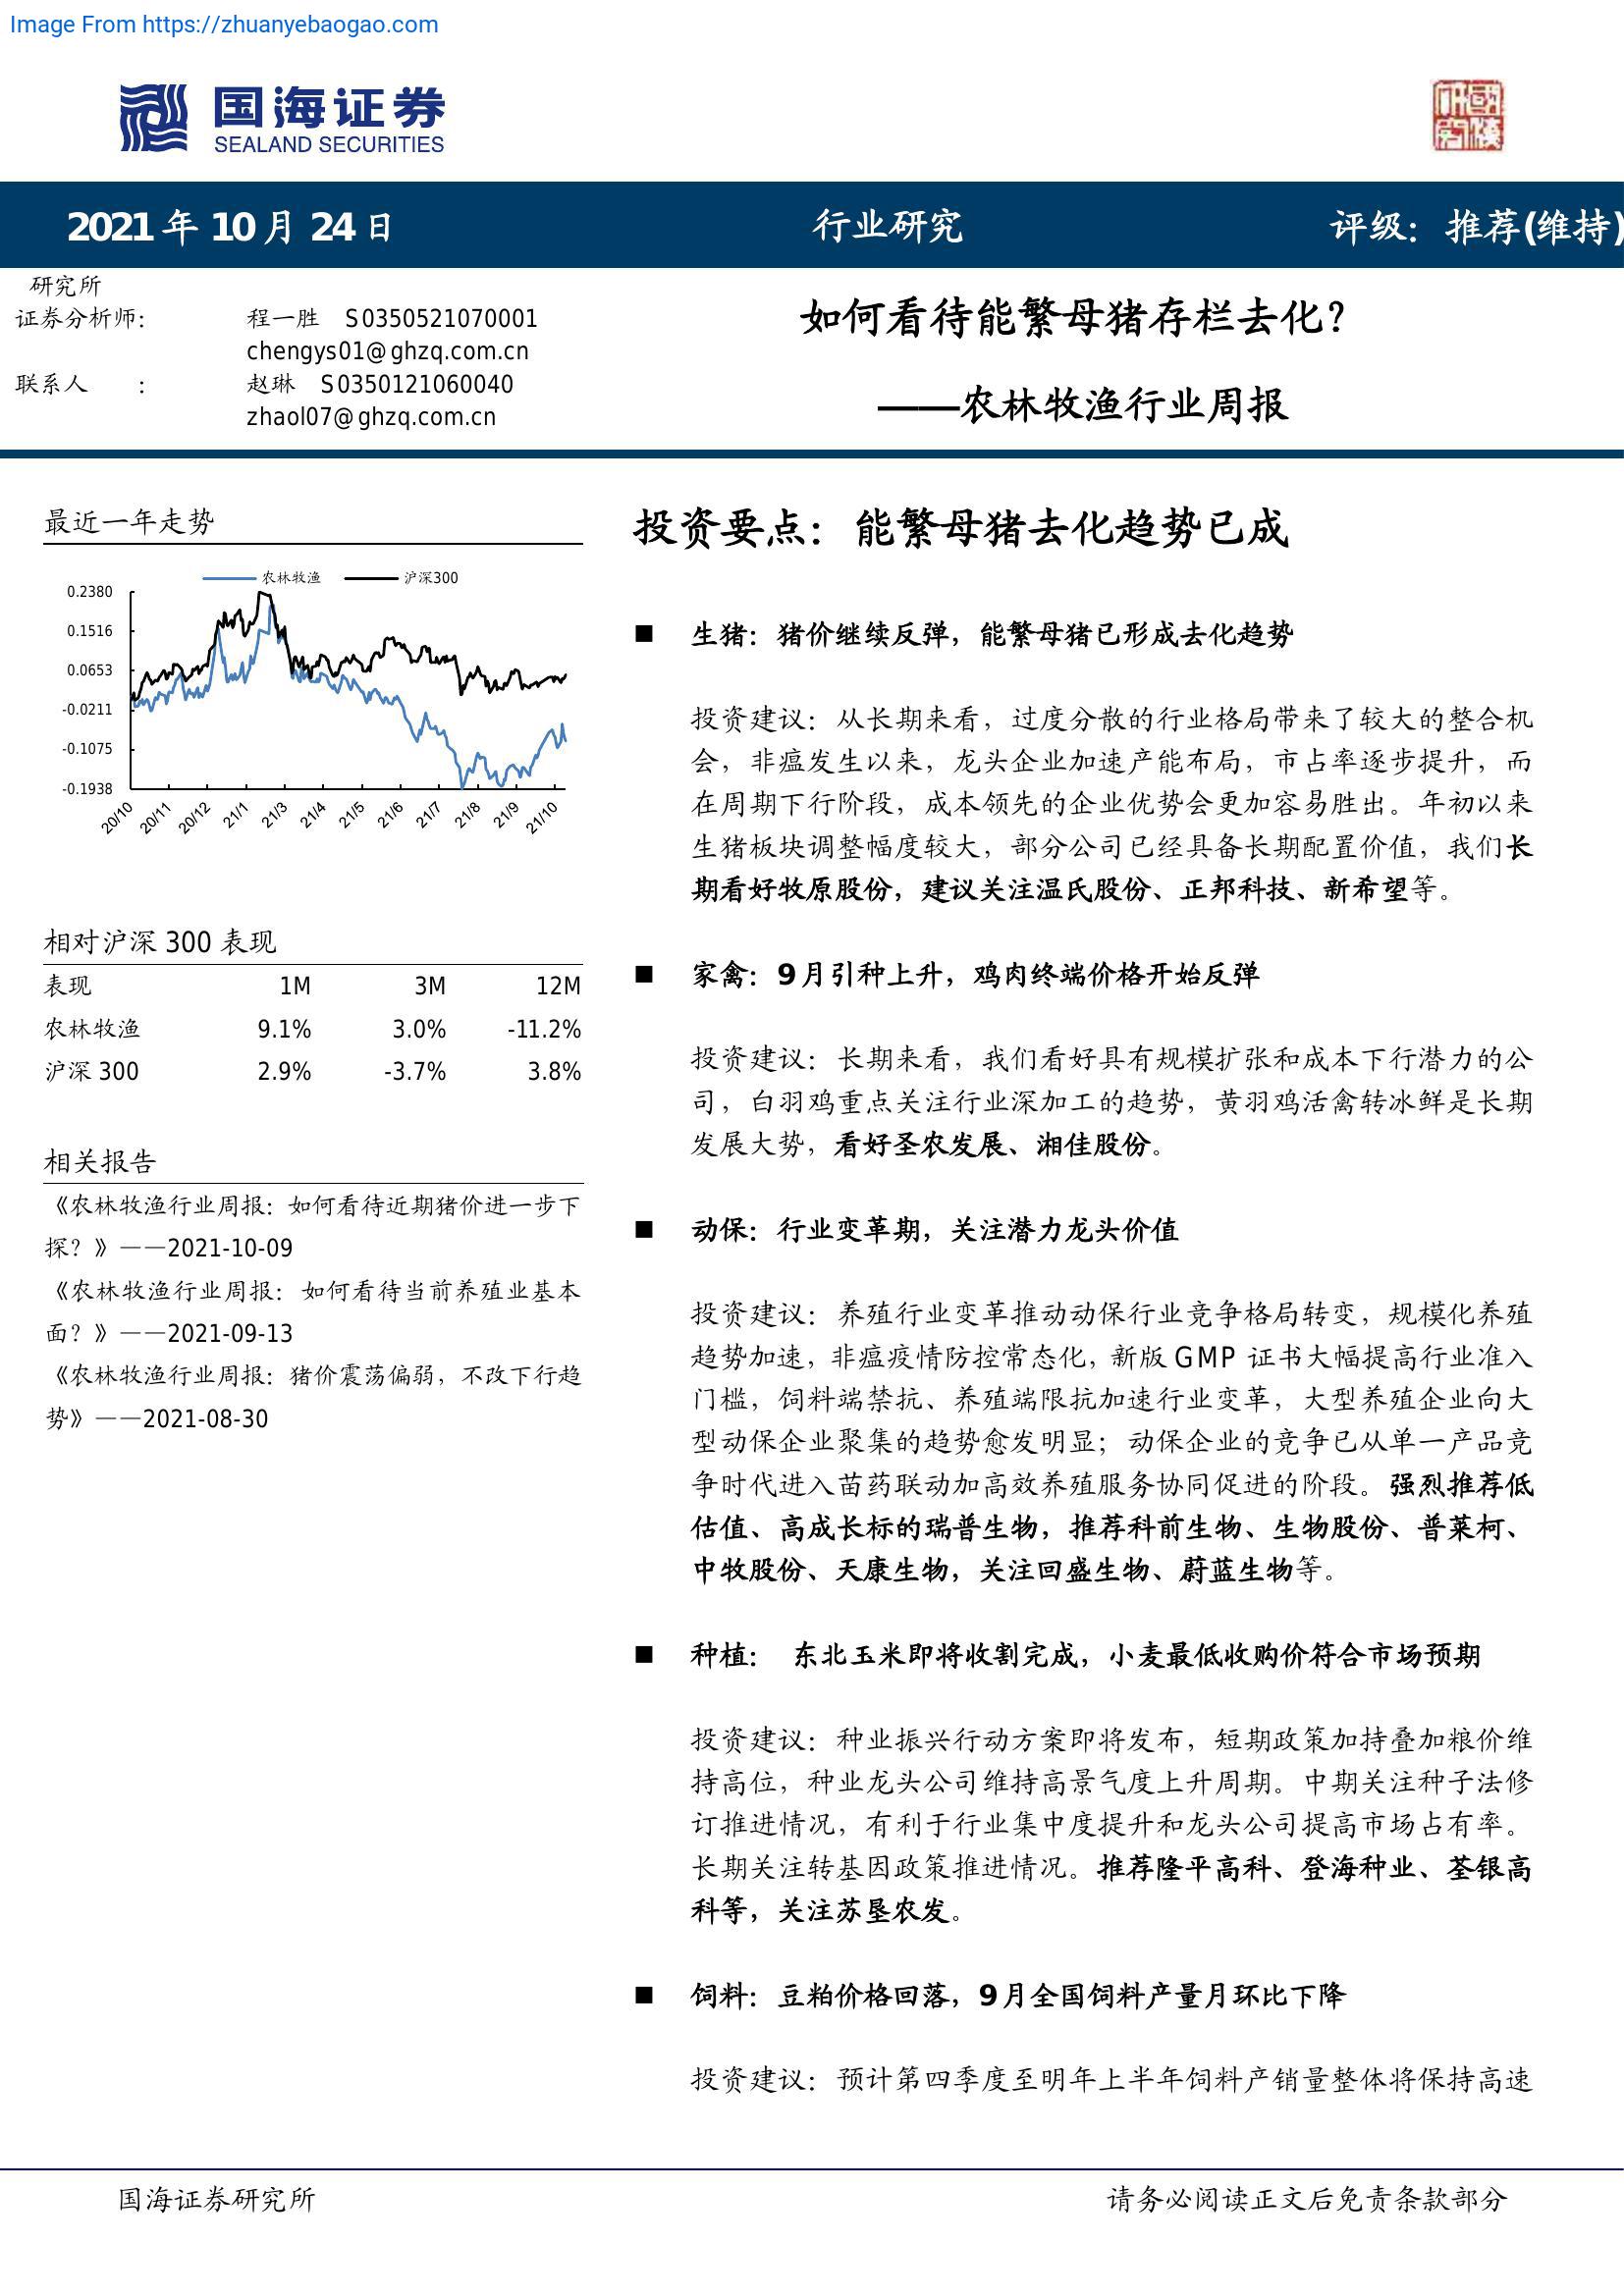 Image From https://zhuanyebaogao.com
国海证券
SEALAND SECURITIES
2021 年 10 月 24 日
行业研究
评级：推荐(维持)
研究所
证券分析师：
程一胜 S0350521070001
chengys01@ghzq.com.cn
联系人 ：
赵琳 S0350121060040
zhaol07@ghzq.com.cn
如何看待能繁母猪存栏去化？
——农林牧渔行业周报
最近一年走势
农林牧渔 沪深300
0.2380
0.1516
0.0653
-0.0211
-0.1075
-0.1938
20/10 20/11 20/12 21/1 21/3 21/4 21/5 21/6 21/7 21/8 21/9 21/10
相对沪深 300 表现
表现 1M 3M 12M
农林牧渔 9.1% 3.0% -11.2%
沪深 300 2.9% -3.7% 3.8%
相关报告
《农林牧渔行业周报：如何看待近期猪价进一步下
探？》——2021-10-09
《农林牧渔行业周报：如何看待当前养殖业基本
面？》——2021-09-13
《农林牧渔行业周报：猪价震荡偏弱，不改下行趋
势》——2021-08-30
投资要点：能繁母猪去化趋势已成
■ 生猪：猪价继续反弹，能繁母猪已形成去化趋势
投资建议：从长期来看，过度分散的行业格局带来了较大的整合机
会，非瘟发生以来，龙头企业加速产能布局，市占率逐步提升，而
在周期下行阶段，成本领先的企业优势会更加容易胜出。年初以来
生猪板块调整幅度较大，部分公司已经具备长期配置价值，我们长
期看好牧原股份，建议关注温氏股份、正邦科技、新希望等。
■ 家禽：9 月引种上升，鸡肉终端价格开始反弹
投资建议：长期来看，我们看好具有规模扩张和成本下行潜力的公
司，白羽鸡重点关注行业深加工的趋势，黄羽鸡活禽转冰鲜是长期
发展大势，看好圣农发展、湘佳股份。
■ 动保：行业变革期，关注潜力龙头价值
投资建议：养殖行业变革推动动保行业竞争格局转变，规模化养殖
趋势加速，非瘟疫情防控常态化，新版 GMP 证书大幅提高行业准入
门槛，饲料端禁抗、养殖端限抗加速行业变革，大型养殖企业向大
型动保企业聚集的趋势愈发明显；动保企业的竞争已从单一产品竞
争时代进入苗药联动加高效养殖服务协同促进的阶段。强烈推荐低
估值、高成长标的瑞普生物，推荐科前生物、生物股份、普莱柯、
中牧股份、天康生物，关注回盛生物、蔚蓝生物等。
■ 种植： 东北玉米即将收割完成，小麦最低收购价符合市场预期
投资建议：种业振兴行动方案即将发布，短期政策加持叠加粮价维
持高位，种业龙头公司维持高景气度上升周期。中期关注种子法修
订推进情况，有利于行业集中度提升和龙头公司提高市场占有率。
长期关注转基因政策推进情况。推荐隆平高科、登海种业、荃银高
科等，关注苏垦农发。
■ 饲料：豆粕价格回落，9 月全国饲料产量月环比下降
投资建议：预计第四季度至明年上半年饲料产销量整体将保持高速
国海证券研究所
请务必阅读正文后免责条款部分